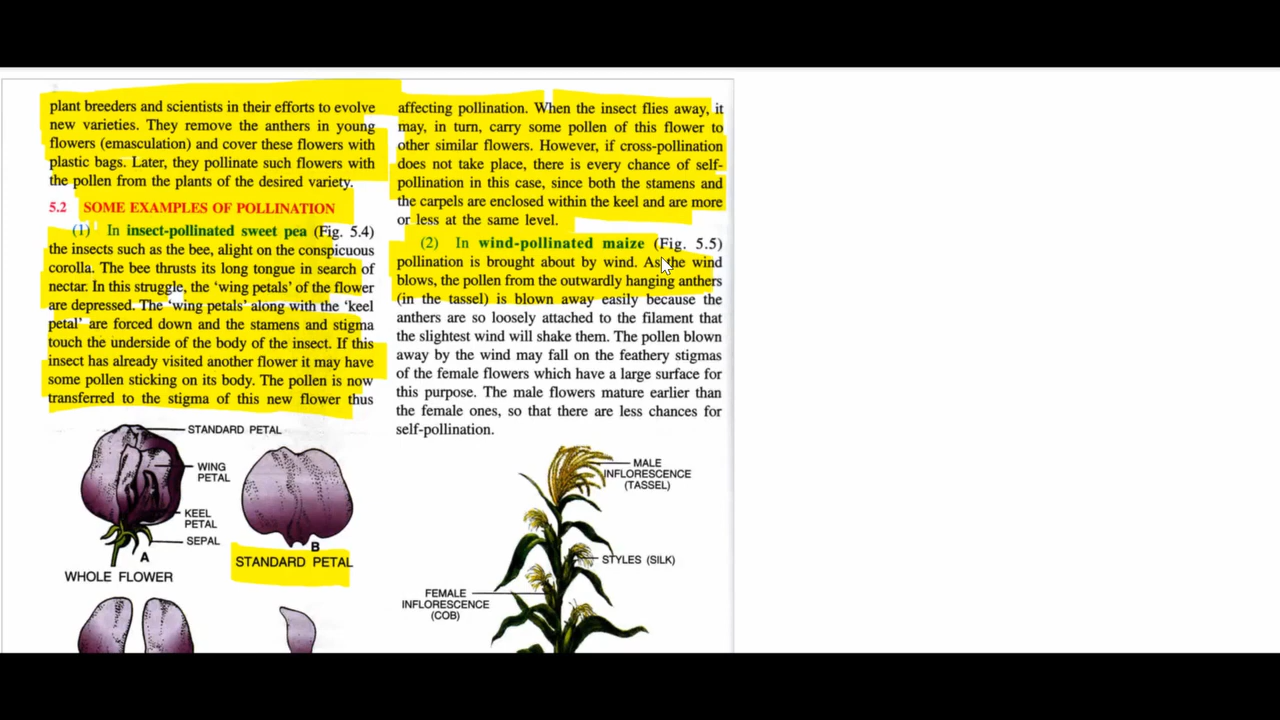 plant breeders and scientists in their efforts to evolve
new varieties. They remove the anthers in young
flowers (emasculation) and cover these flowers with
plastic bags. Later, they pollinate such flowers with
the pollen from the plants of the desired variety.
5.2 SOME EXAMPLES OF POLLINATION
(1) In insect-pollinated sweet pea (Fig. 5.4)
the insects such as the bee, alight on the conspicuous
corolla. The bee thrusts its long tongue in search of
nectar. In this struggle, the ‘wing petals’ of the flower
are depressed. The ‘wing petals’ along with the ‘keel
petal’ are forced down and the stamens and stigma
touch the underside of the body of the insect. If this
insect has already visited another flower it may have
some pollen sticking on its body. The pollen is now
transferred to the stigma of this new flower thus
STANDARD PETAL
WING
PETAL
KEEL
PETAL
SEPAL
A
WHOLE FLOWER
B
STANDARD PETAL
affecting pollination. When the insect flies away, it
may, in turn, carry some pollen of this flower to
other similar flowers. However, if cross-pollination
does not take place, there is every chance of self-
pollination in this case, since both the stamens and
the carpels are enclosed within the keel and are more
or less at the same level.
(2) In wind-pollinated maize (Fig. 5.5)
pollination is brought about by wind. As the wind
blows, the pollen from the outwardly hanging anthers
(in the tassel) is blown away easily because the
anthers are so loosely attached to the filament that
the slightest wind will shake them. The pollen blown
away by the wind may fall on the feathery stigmas
of the female flowers which have a large surface for
this purpose. The male flowers mature earlier than
the female ones, so that there are less chances for
self-pollination.
MALE
INFLORESCENCE
(TASSEL)
STYLES (SILK)
FEMALE
INFLORESCENCE
(COB)